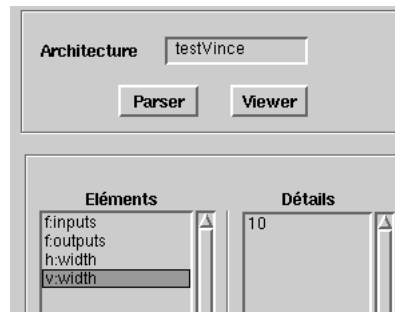 Architecture testVince
Parser Viewer
Eléments Détails
f:inputs 10
f:outputs
h:width
v:width